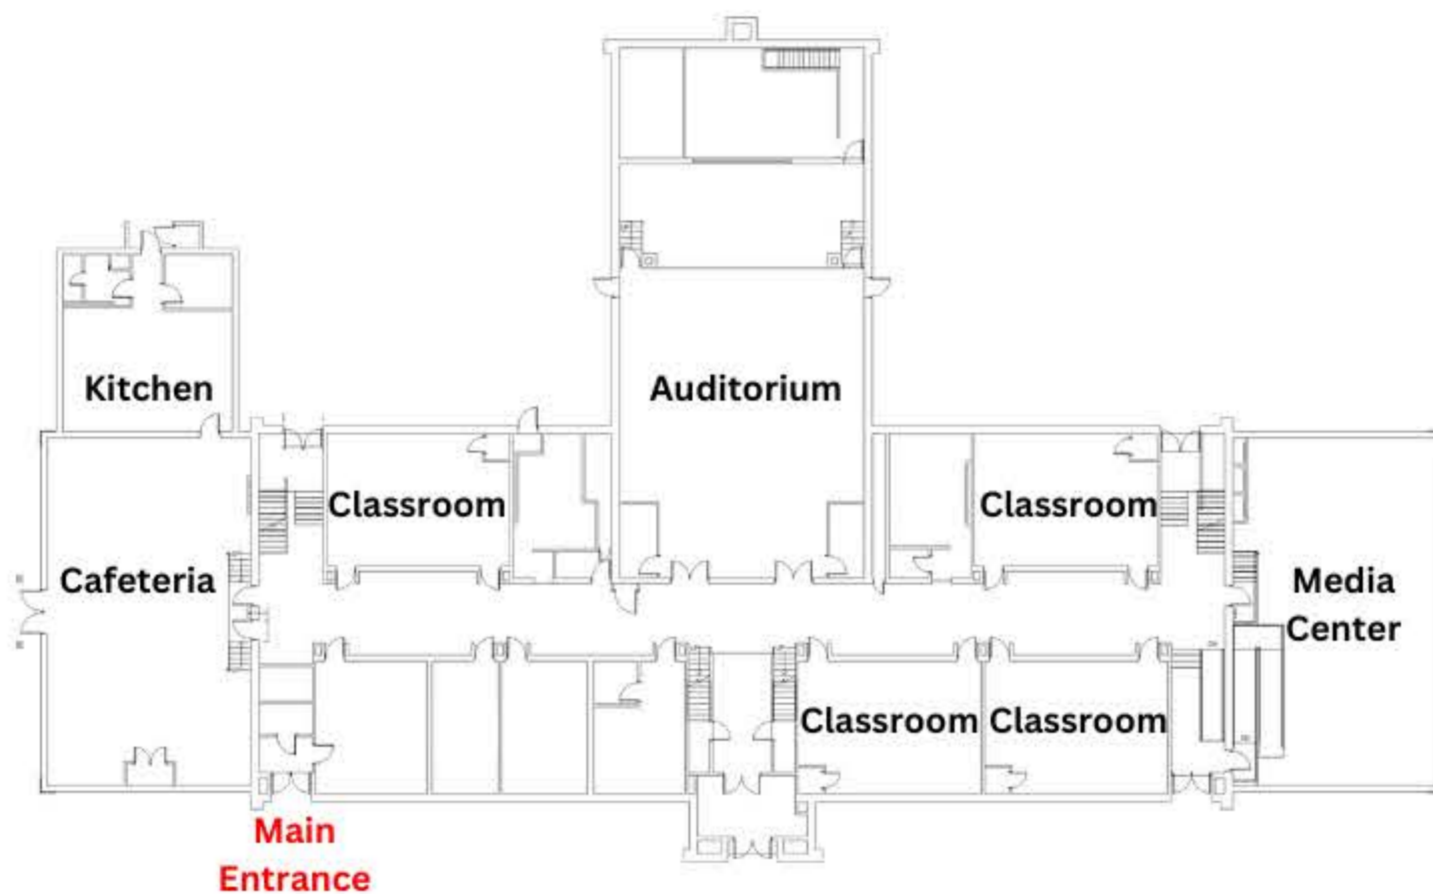 Kitchen
Auditorium
Classroom
Classroom
Cafeteria
Media
Center
Classroom
Classroom
Main
Entrance